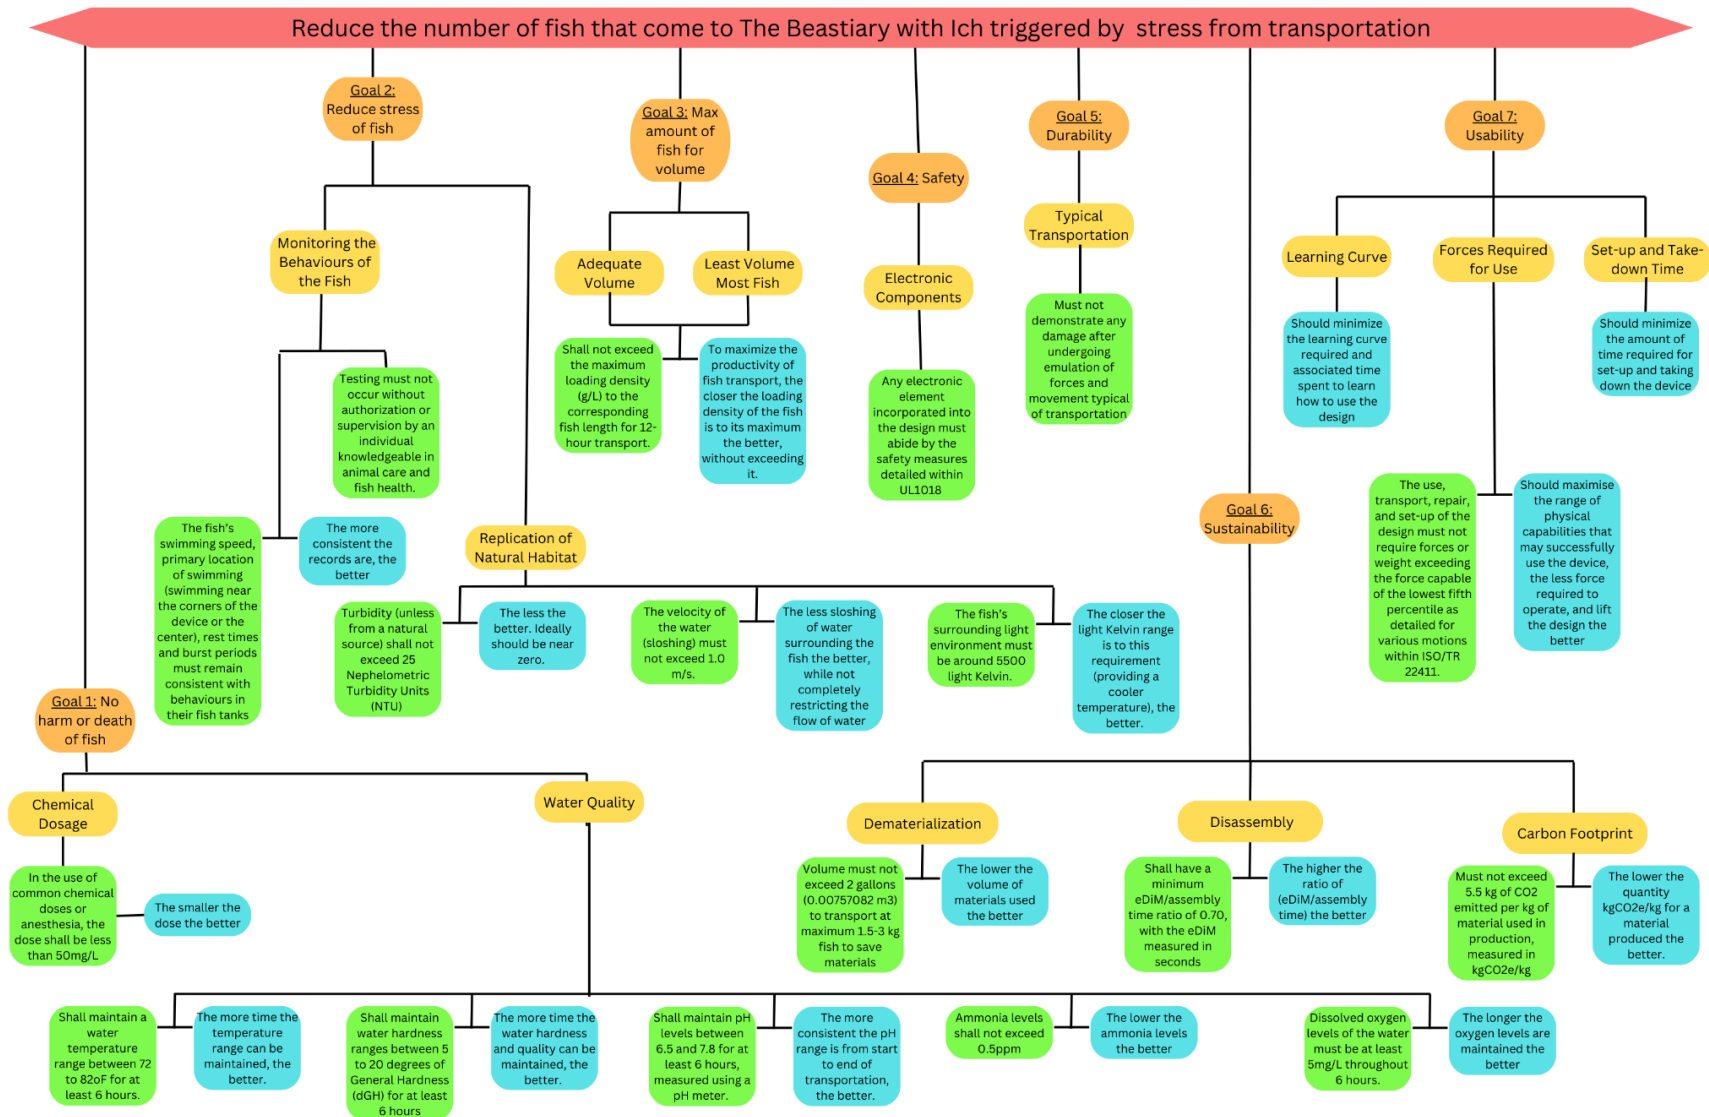 Reduce the number of fish that come to The Beastiary with Ich triggered by  stress from transportation
Goal 2:
Reduce stress
of fish
Goal 3: Max
amount of
fish for
volume
Goal 4: Safety
Goal 5:
Durability
Goal 7:
Usability
Monitoring the
Behaviours of
the Fish
Adequate
Volume
Least Volume
Most Fish
Electronic
Components
Typical
Transportation
Learning Curve
Forces Required
for Use
Set-up and Take-
down Time
Testing must not
occur without
authorization or
supervision by an
individual
knowledgeable in
animal care and
fish health.
Shall not exceed
the maximum
loading density
(g/L) to the
corresponding
fish length for 12-
hour transport.
To maximize the
productivity of
fish transport, the
closer the loading
density of the fish
is to its maximum
the better,
without exceeding
it.
Any electronic
element
incorporated into
the design must
abide by the
safety measures
detailed within
UL1018
Must not
demonstrate any
damage after
undergoing
emulation of
forces and
movement typical
of transportation
Should minimize
the learning curve
required and
associated time
spent to learn
how to use the
design
Should minimize
the amount of
time required for
set-up and taking
down the device
The fish's
swimming speed,
primary location
of swimming
(swimming near
the corners of the
device or the
center), rest times
and burst periods
must remain
consistent with
behaviours in
their fish tanks
The more
consistent the
records are, the
better
Replication of
Natural Habitat
Goal 6:
Sustainability
The use,
transport, repair,
and set-up of the
design must not
require forces or
weight exceeding
the force capable
of the lowest fifth
percentile as
detailed for
various motions
within ISO/TR
22411.
Should maximise
the range of
physical
capabilities that
may successfully
use the device,
the less force
required to
operate, and lift
the design the
better
Turbidity (unless
from a natural
source) shall not
exceed 25
Nephelometric
Turbidity Units
(NTU)
The less the
better. Ideally
should be near
zero.
The velocity of
the water
(sloshing) must
not exceed 1.0
m/s.
The less sloshing
of water
surrounding the
fish the better,
while not
completely
restricting the
flow of water
The fish's
surrounding light
environment must
be around 5500
light Kelvin.
The closer the
light Kelvin range
is to this
requirement
(providing a
cooler
temperature), the
better.
Goal 1: No
harm or death
of fish
Chemical
Dosage
Water Quality
Dematerialization
Disassembly
Carbon Footprint
In the use of
common chemical
doses or
anesthesia, the
dose shall be less
than 50mg/L
The smaller the
dose the better
Volume must not
exceed 2 gallons
(0.00757082 m3)
to transport at
maximum 1.5-3 kg
fish to save
materials
The lower the
volume of
materials used
the better
Shall have a
minimum
eDiM/assembly
time ratio of 0.70,
with the eDiM
measured in
seconds
The higher the
ratio of
(eDiM/assembly
time) the better
Must not exceed
5.5 kg of CO2
emitted per kg of
material used in
production,
measured in
kgCO2e/kg
The lower the
quantity
kgCO2e/kg for a
material
produced the
better.
Shall maintain a
water
temperature
range between 72
to 82oF for at
least 6 hours.
The more time the
temperature
range can be
maintained, the
better.
Shall maintain
water hardness
ranges between 5
to 20 degrees of
General Hardness
(dGH) for at least
6 hours
The more time the
water hardness
and quality can be
maintained, the
better.
Shall maintain pH
levels between
6.5 and 7.8 for at
least 6 hours,
measured using a
pH meter.
The more
consistent the pH
range is from start
to end of
transportation,
the better.
Ammonia levels
shall not exceed
0.5ppm
The lower the
ammonia levels
the better
Dissolved oxygen
levels of the water
must be at least
5mg/L throughout
6 hours.
The longer the
oxygen levels are
maintained the
better